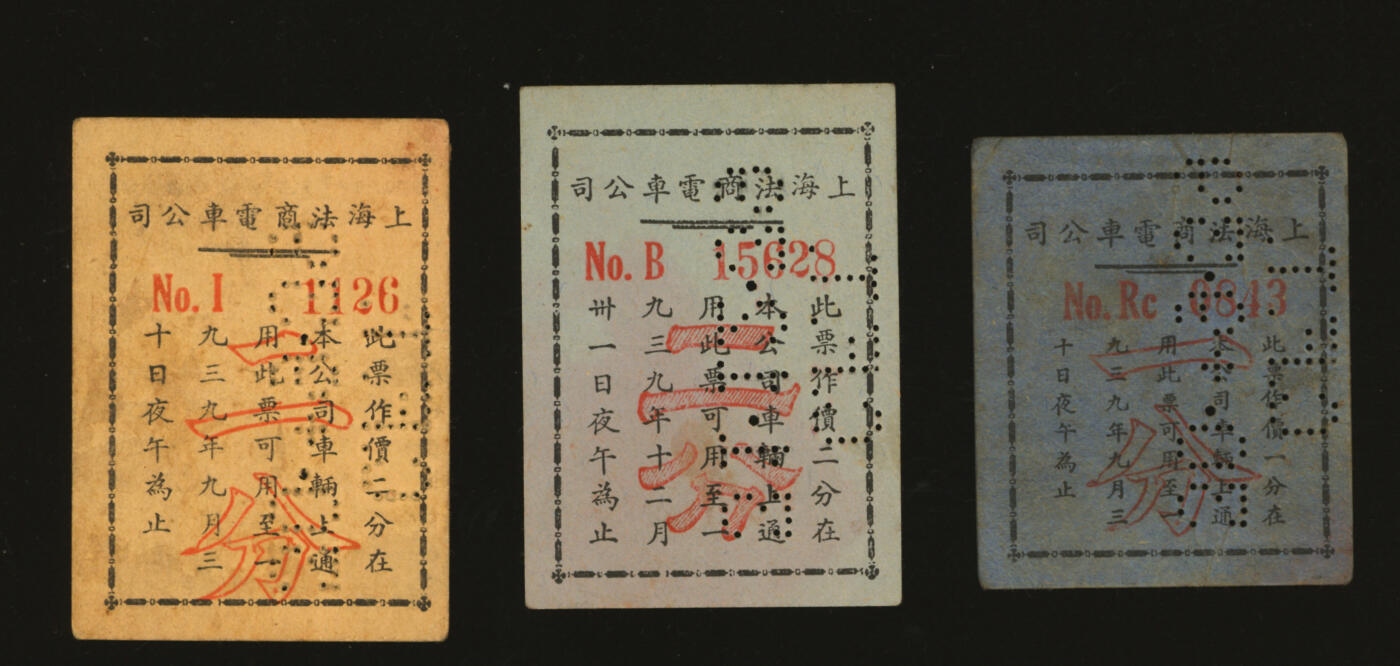 上海法商電車公司
No. I 1126
此票作價二分在
本公司車輛上通
用此票可用至一
九三九年九月三
十日夜午為止
二分
上海法商電車公司
No. B 15628
此票作價二分在
本公司車輛上通
用此票可用至一
九三九年十二月
卅一日夜午為止
二分
上海法商電車公司
No. Rc 0843
此票作價一分在
本公司車輛上通
用此票可用至一
九三九年九月三
十日夜午為止
一分